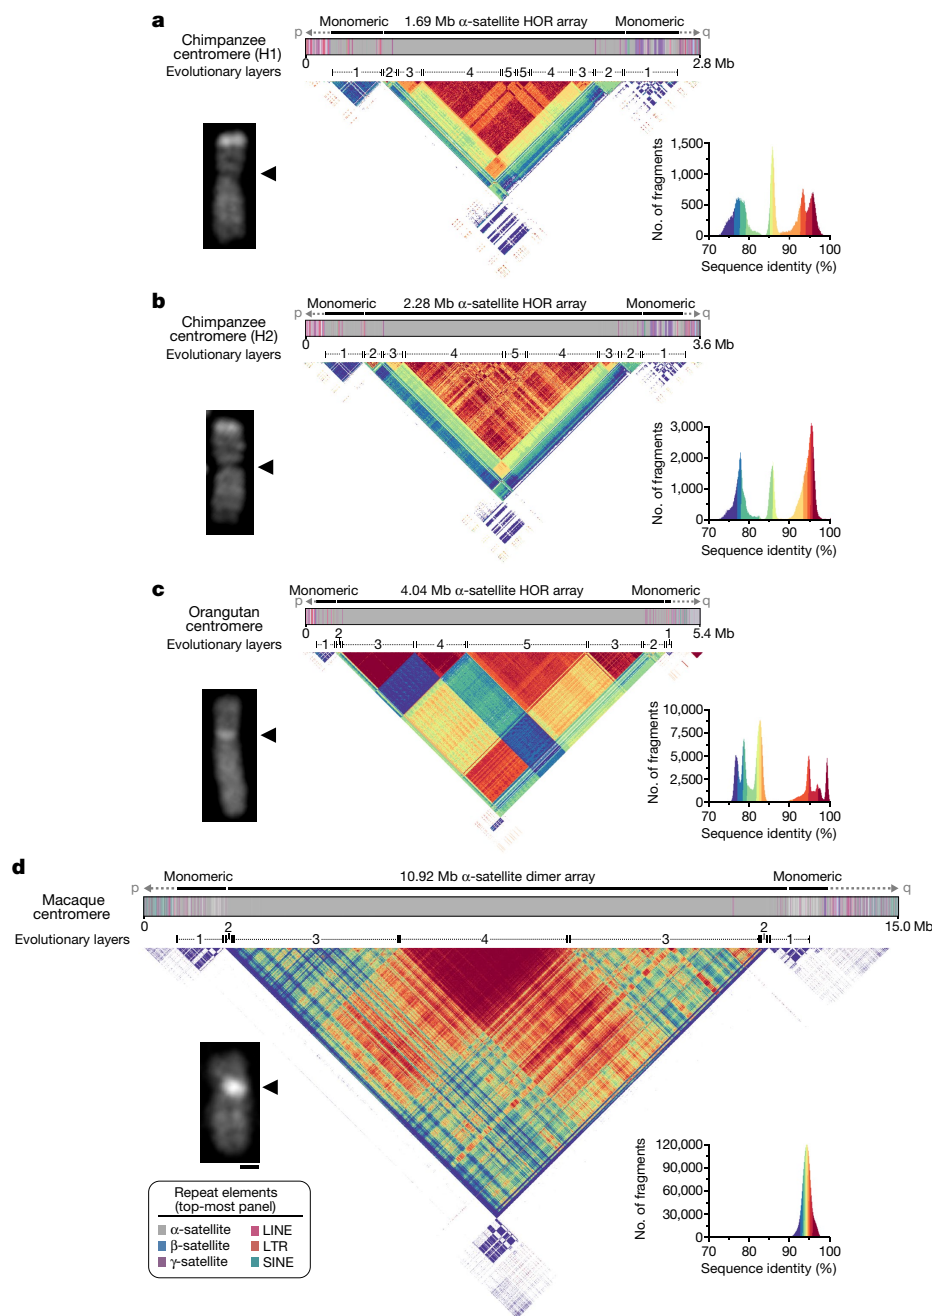 a
Monomeric 1.69 Mb α-satellite HOR array Monomeric
p q
Chimpanzee
centromere (H1)
0 2.8 Mb
Evolutionary layers 1 2 3 4 5 5 4 3 2 1
No. of fragments
1,500
1,000
500
0
70 80 90 100
Sequence identity (%)
b
Monomeric 2.28 Mb α-satellite HOR array Monomeric
p q
Chimpanzee
centromere (H2)
0 3.6 Mb
Evolutionary layers 1 2 3 4 5 4 3 2 1
No. of fragments
3,000
2,000
1,000
0
70 80 90 100
Sequence identity (%)
c
Monomeric 4.04 Mb α-satellite HOR array Monomeric
p q
Orangutan
centromere
0 2 1 5.4 Mb
Evolutionary layers 1 3 4 5 3 2
No. of fragments
10,000
7,500
5,000
2,500
0
70 80 90 100
Sequence identity (%)
d
Monomeric 10.92 Mb α-satellite dimer array Monomeric
p q
Macaque
centromere
0 2 2 15.0 Mb
Evolutionary layers 1 3 4 3 1
No. of fragments
120,000
90,000
60,000
30,000
0
70 80 90 100
Sequence identity (%)
Repeat elements
(top-most panel)
α-satellite LINE
β-satellite LTR
γ-satellite SINE